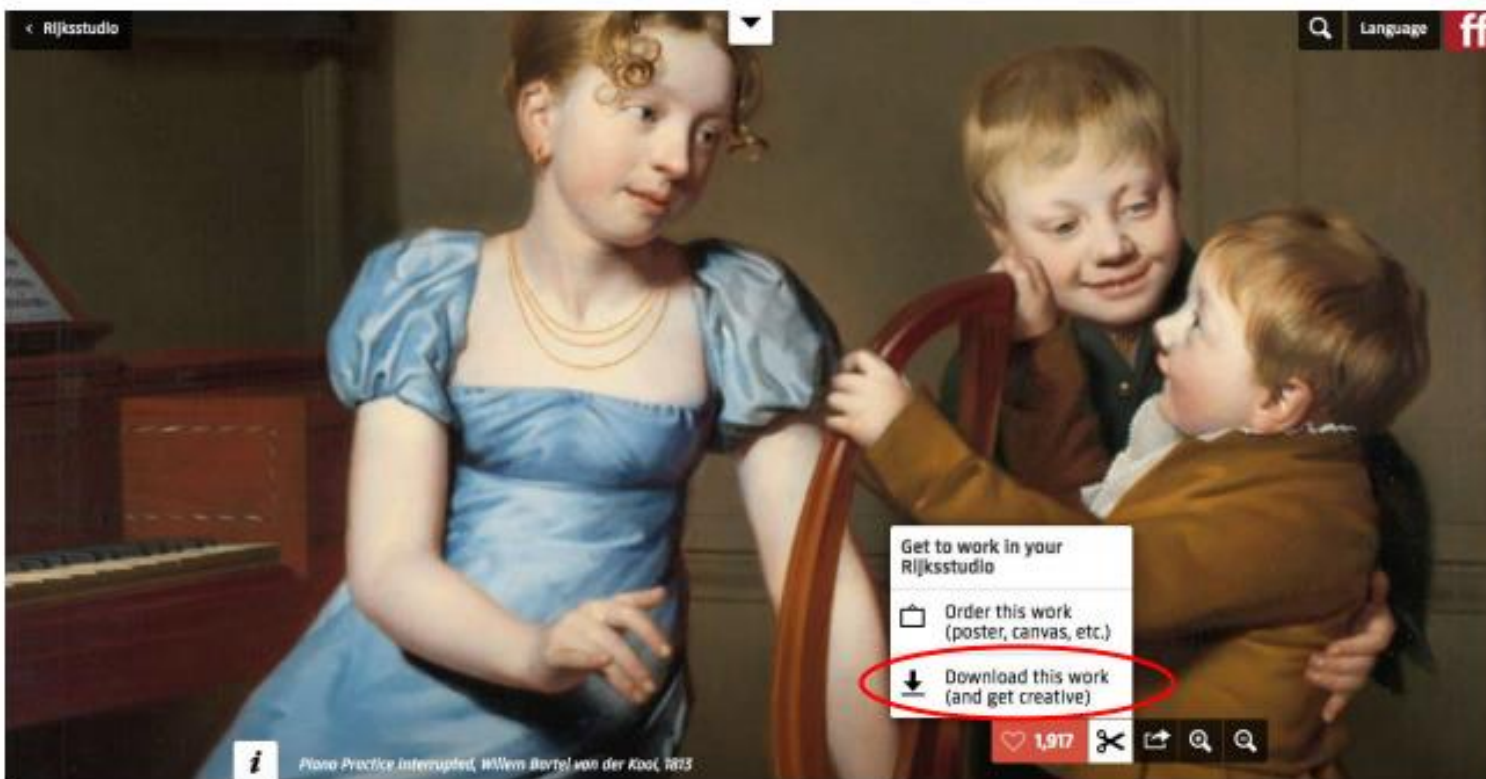 < Rijksstudio
Language
ff
Get to work in your
Rijksstudio
Order this work
(poster, canvas, etc.)
Download this work
(and get creative)
1,917
i
Piano Practice Interrupted, Willem Bartel van der Kooi, 1813